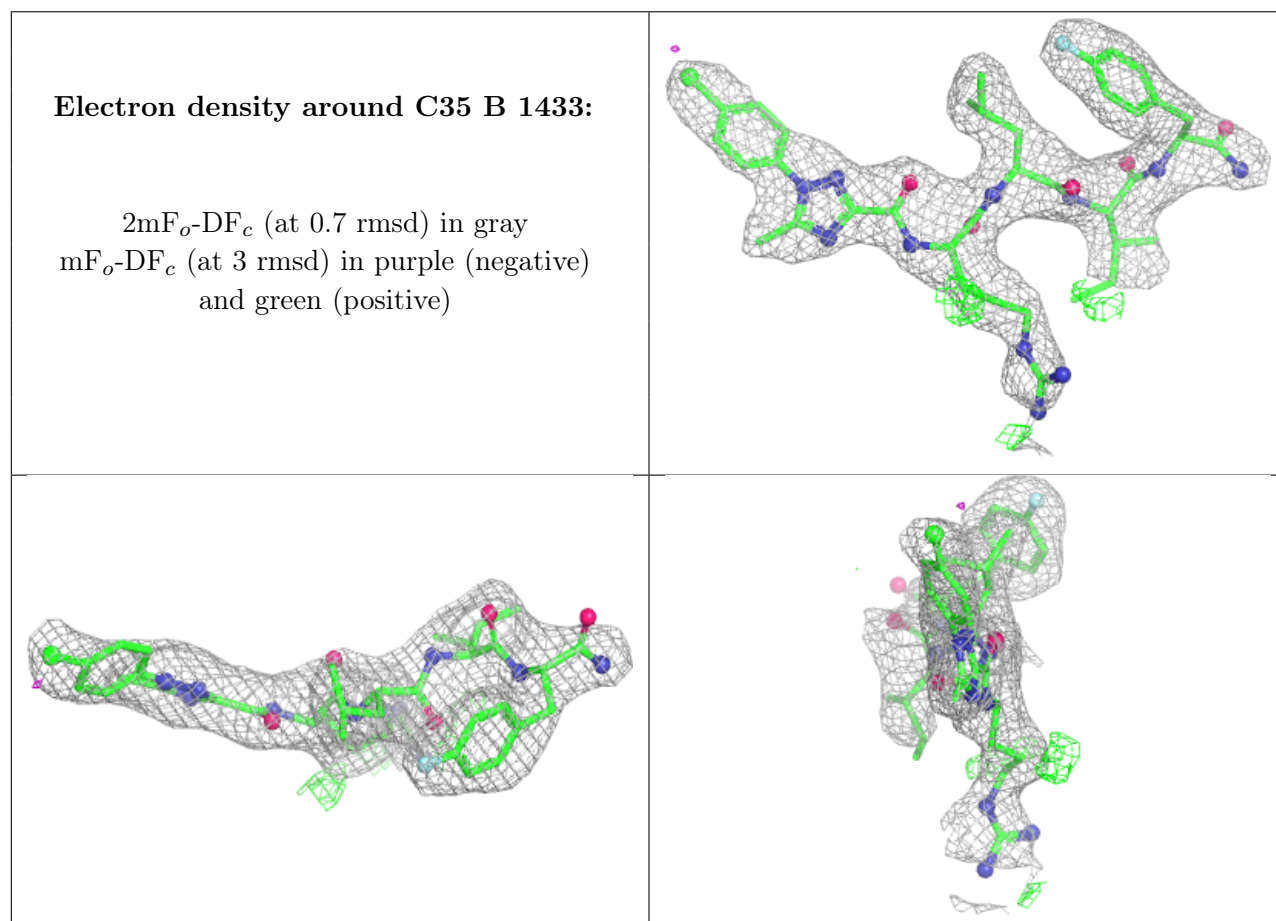 Electron density around C35 B 1433:
2mFo-DFc (at 0.7 rmsd) in gray
mFo-DFc (at 3 rmsd) in purple (negative)
and green (positive)